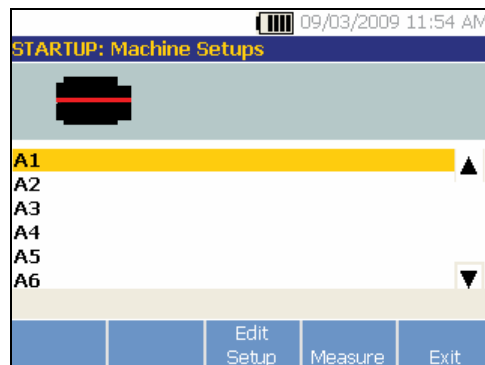 09/03/2009 11:54 AM
STARTUP: Machine Setups
A1
A2
A3
A4
A5
A6
Edit Setup
Measure
Exit